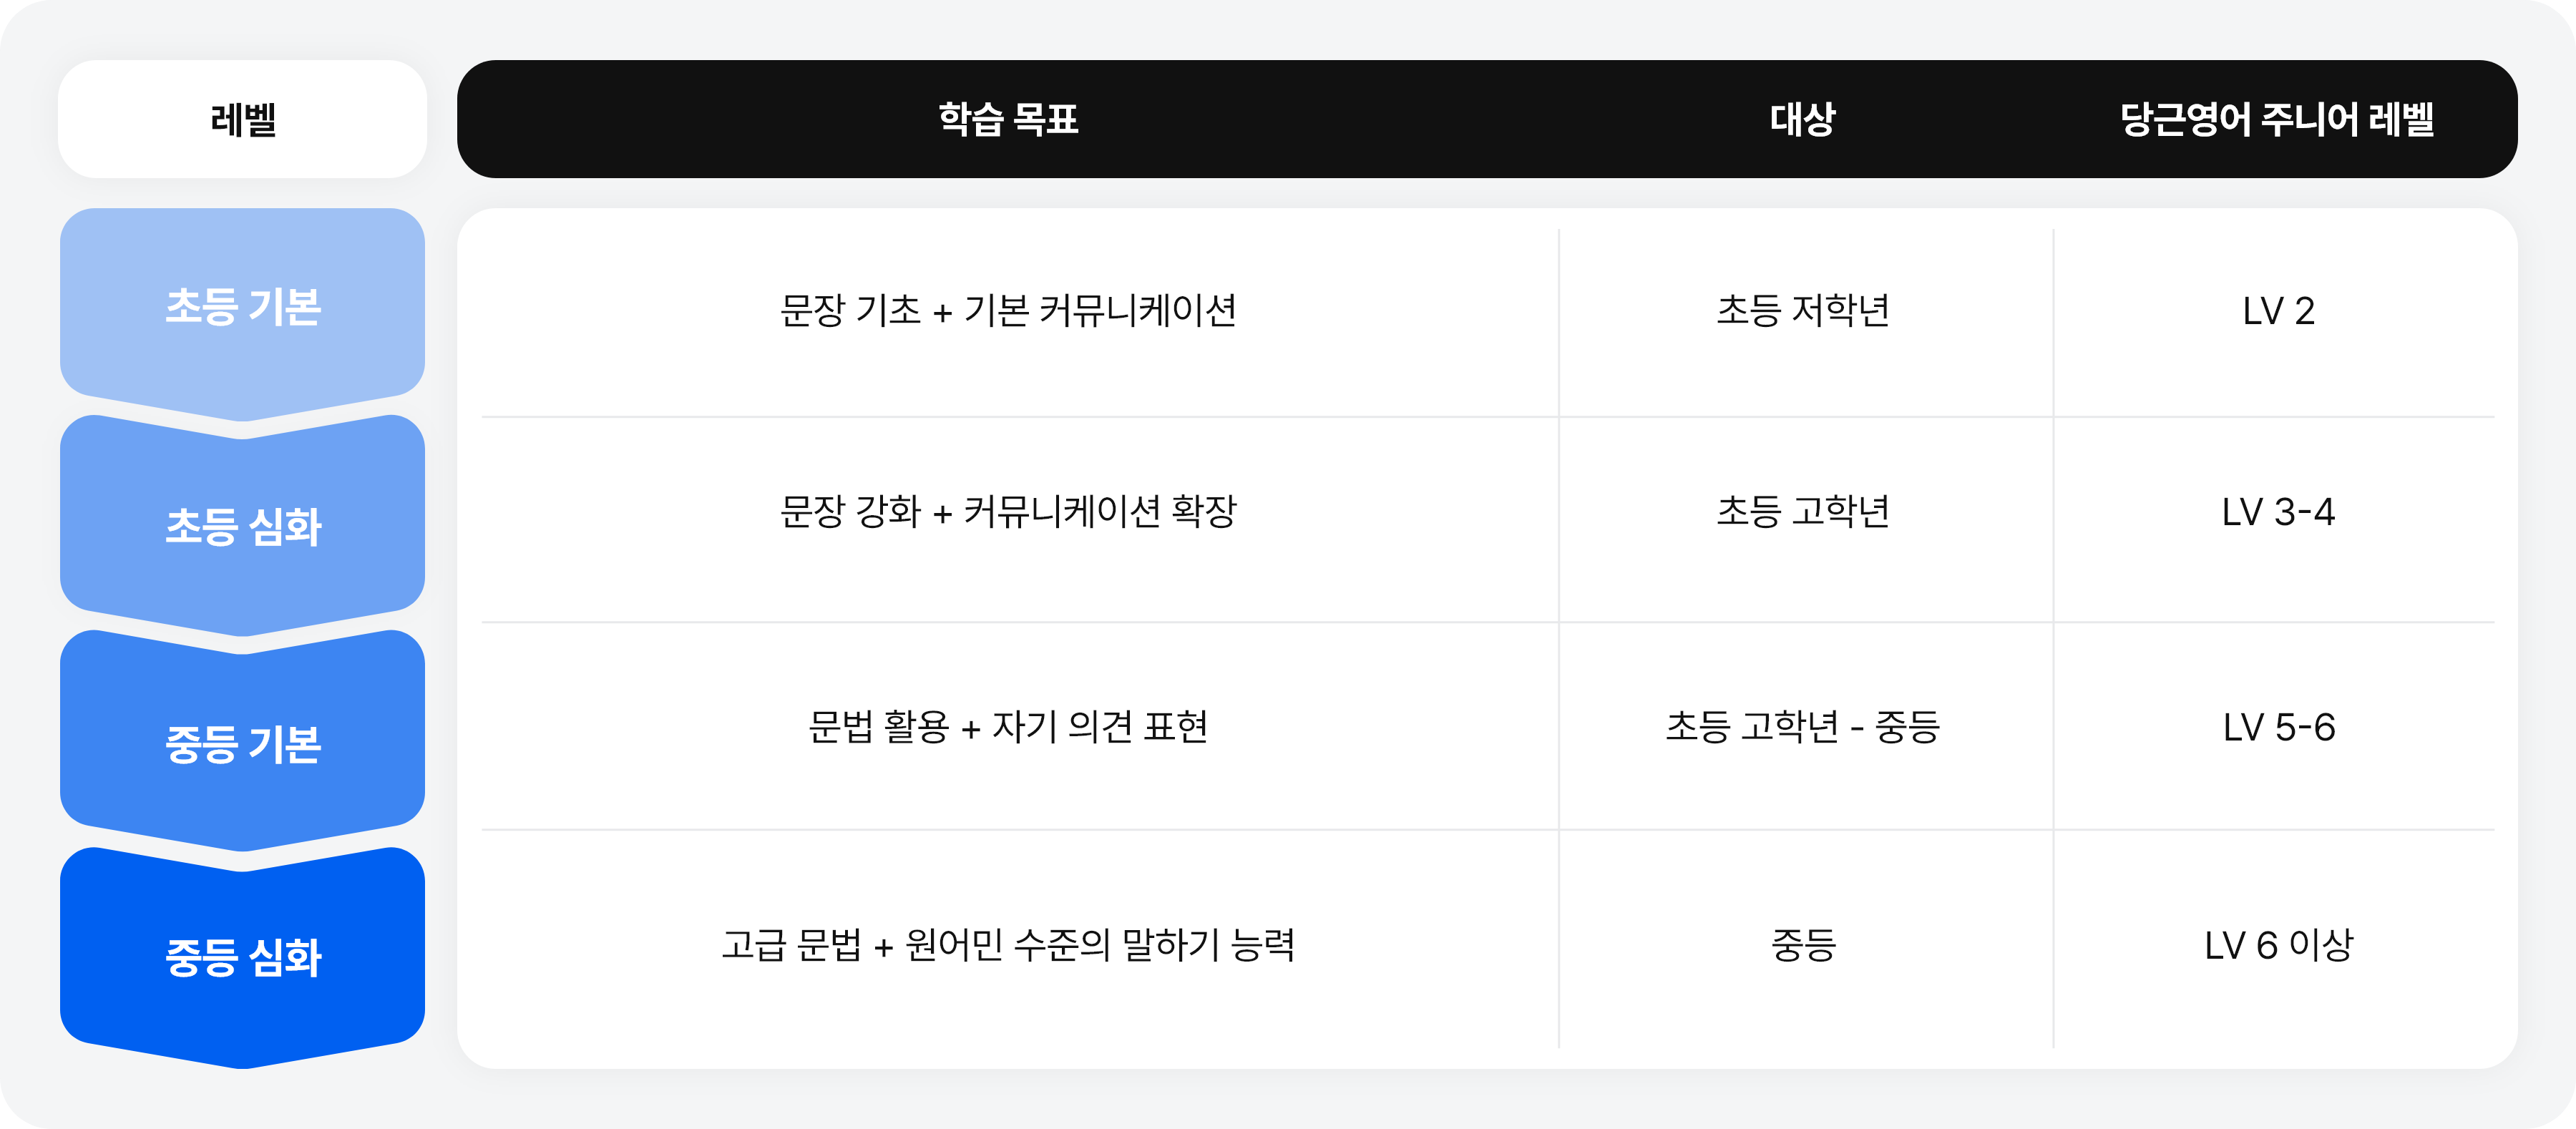 레벨 학습 목표 대상 당근영어 주니어 레벨
초등 기본 문장 기초 + 기본 커뮤니케이션 초등 저학년 LV 2
초등 심화 문장 강화 + 커뮤니케이션 확장 초등 고학년 LV 3-4
중등 기본 문법 활용 + 자기 의견 표현 초등 고학년 - 중등 LV 5-6
중등 심화 고급 문법 + 원어민 수준의 말하기 능력 중등 LV 6 이상